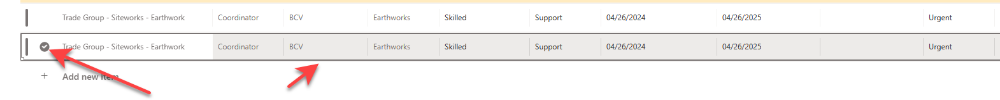 Trade Group - Siteworks - Earthwork Coordinator BCV Earthworks Skilled Support 04/26/2024 04/26/2025 Urgent
Trade Group - Siteworks - Earthwork Coordinator BCV Earthworks Skilled Support 04/26/2024 04/26/2025 Urgent
+ Add new item